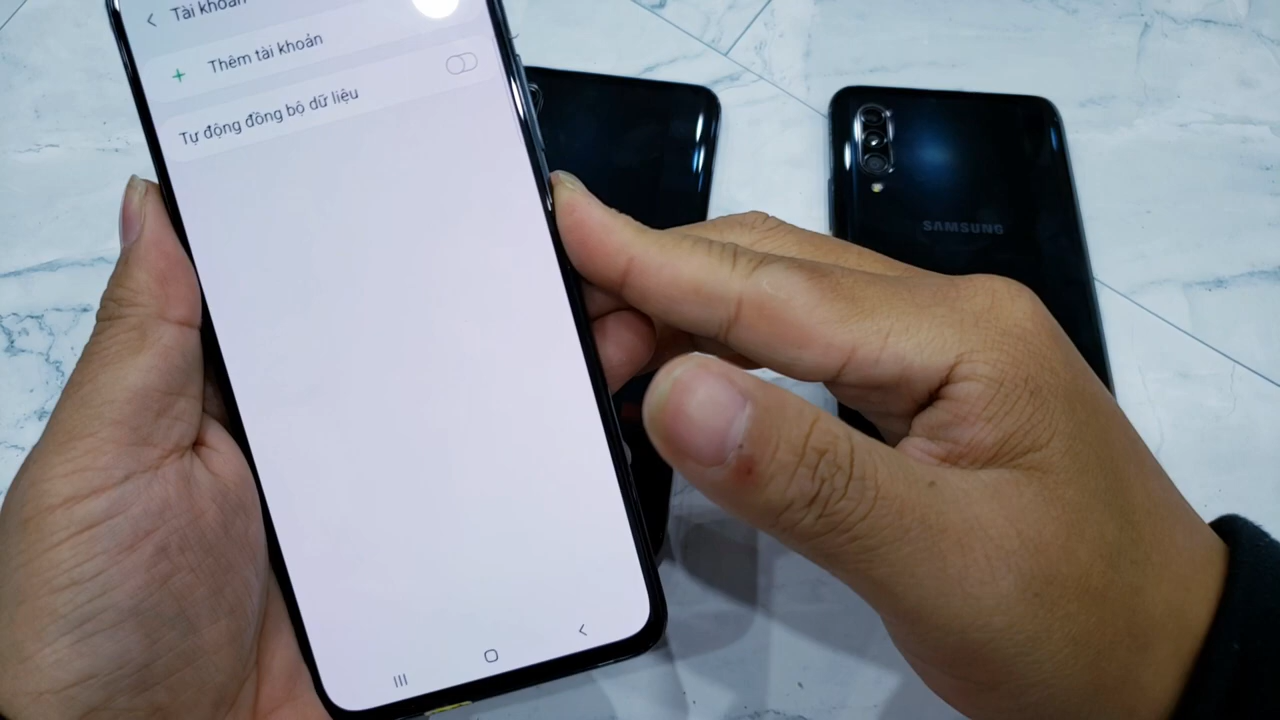 Tài khoản
Thêm tài khoản
Tự động đồng bộ dữ liệu
SAMSUNG